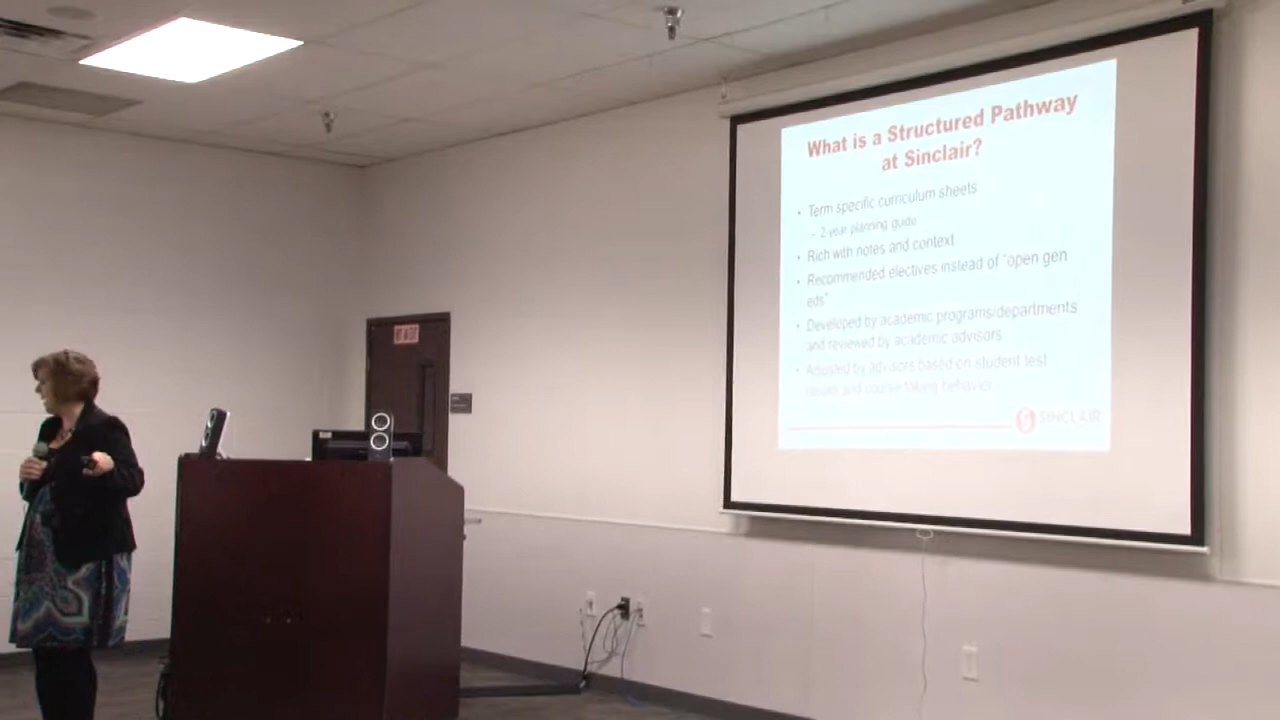 What is a Structured Pathway
at Sinclair?
• Term specific curriculum sheets
- 2-year planning guide
• Rich with notes and context
• Recommended electives instead of "open gen
eds"
• Developed by academic programs/departments
and reviewed by academic advisors
• Adjusted by advisors based on student test
results and course taking behavior
SINCLAIR